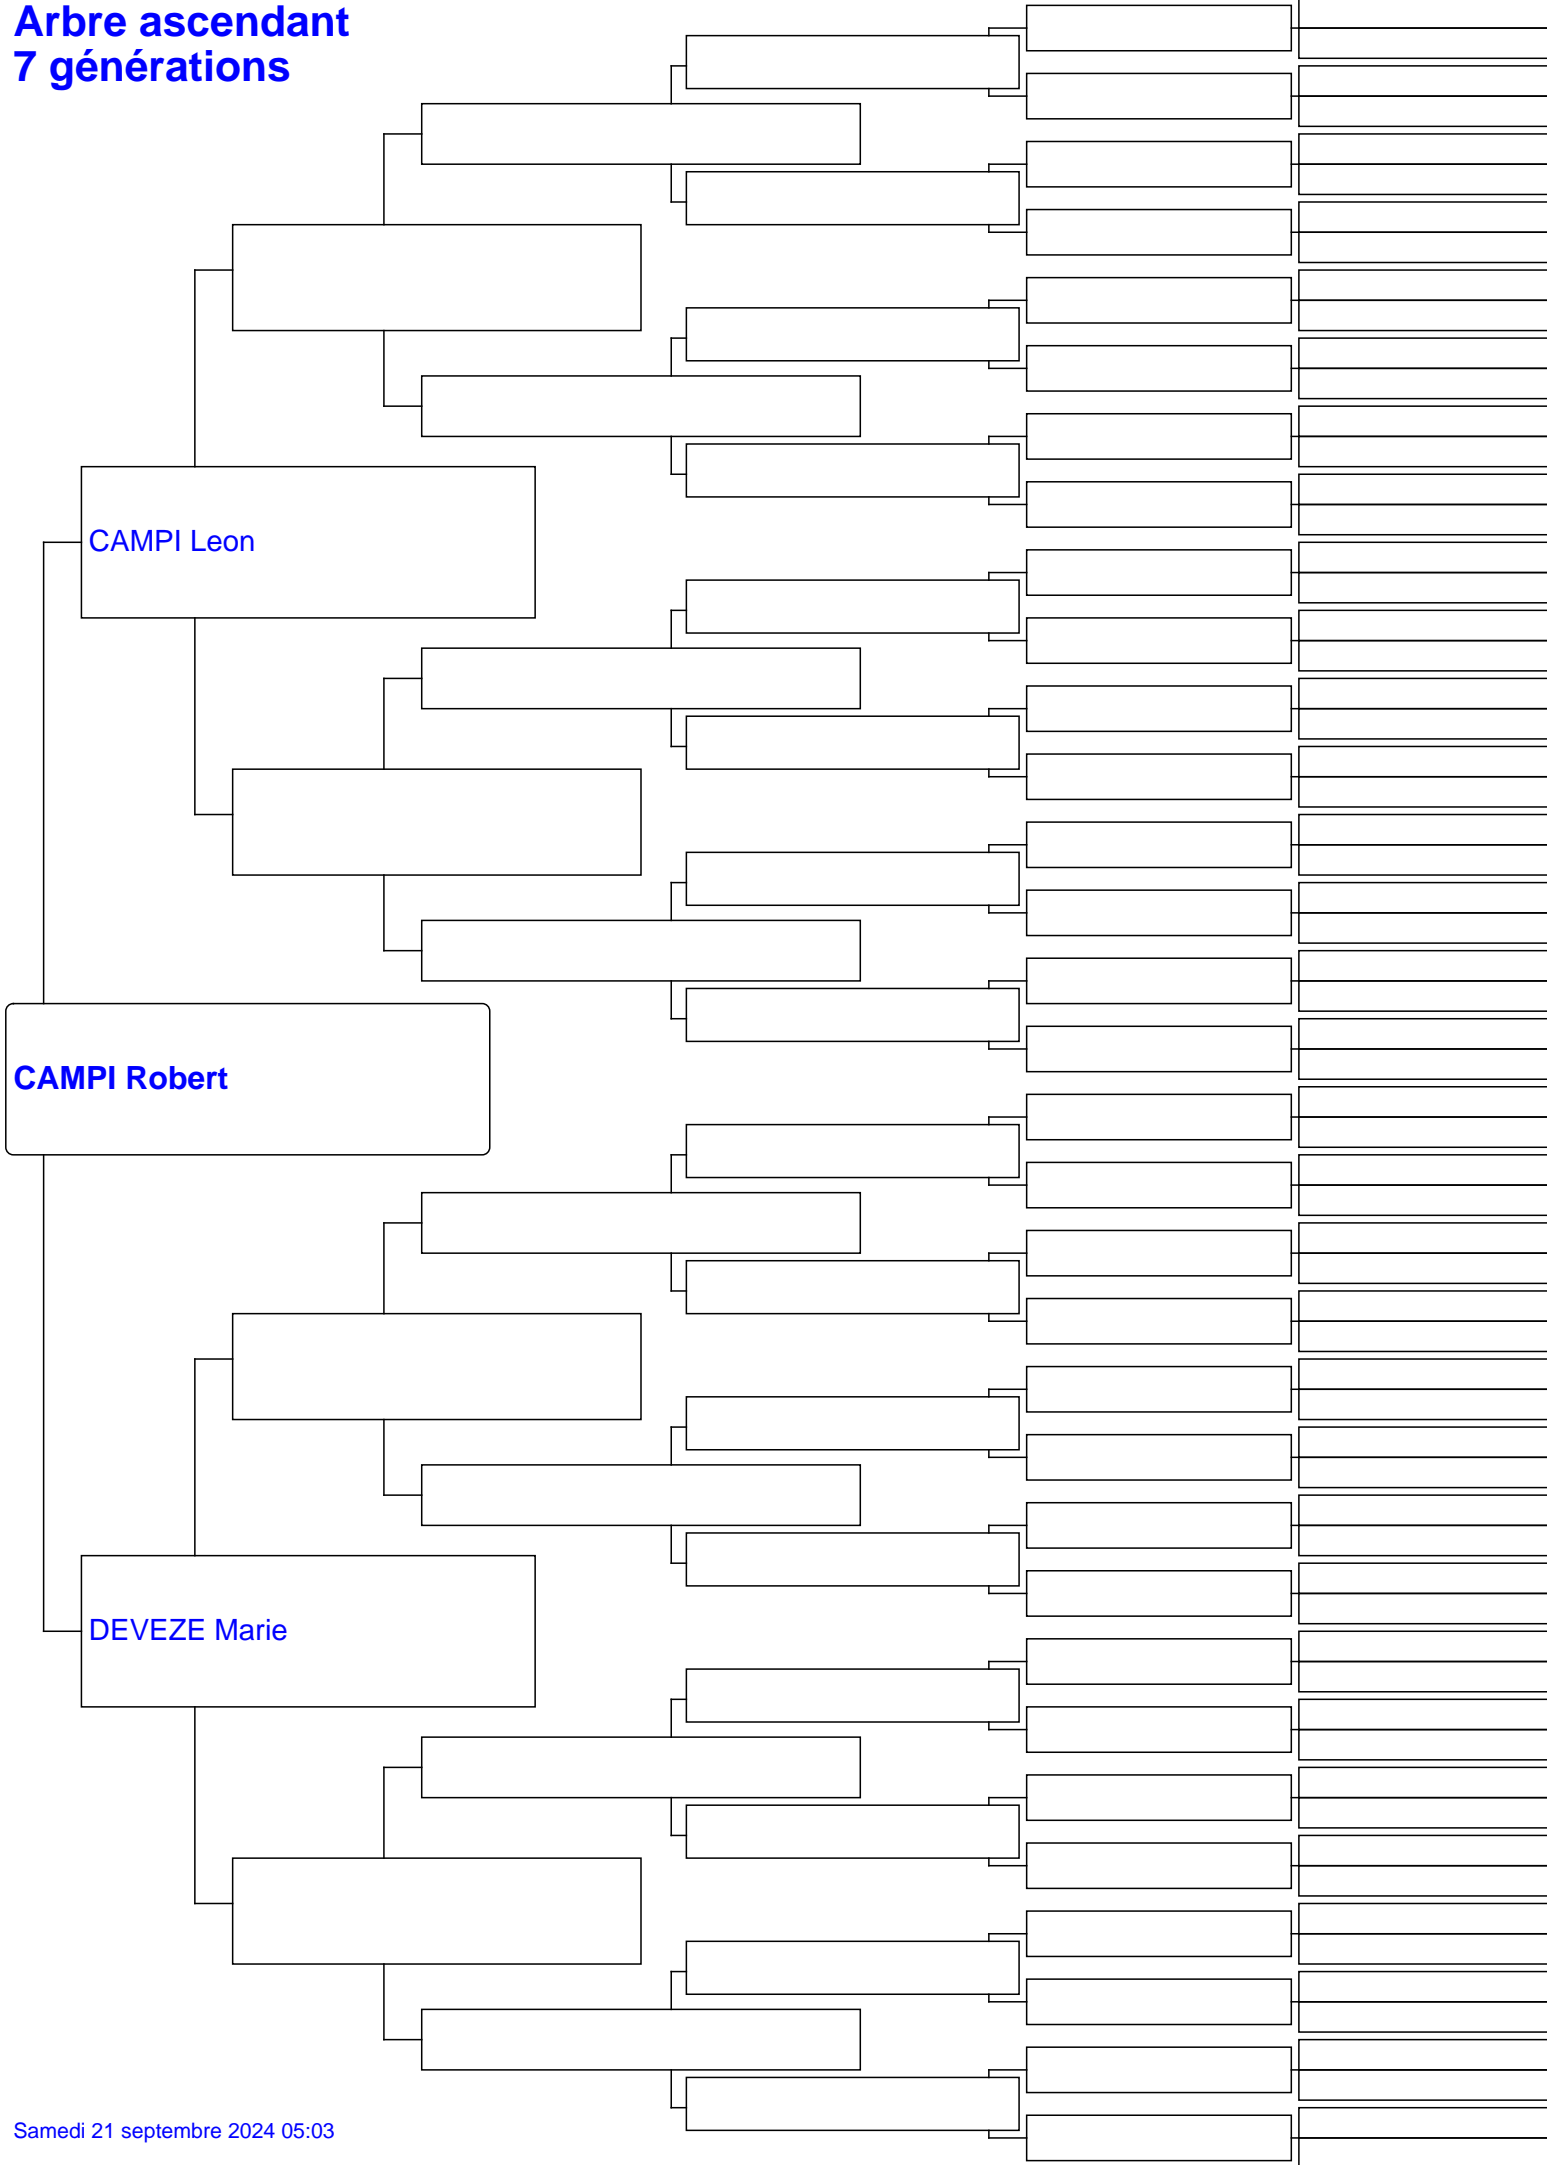 Arbre ascendant
7 générations
CAMPI Leon
CAMPI Robert
DEVEZE Marie
Samedi 21 septembre 2024 05:03